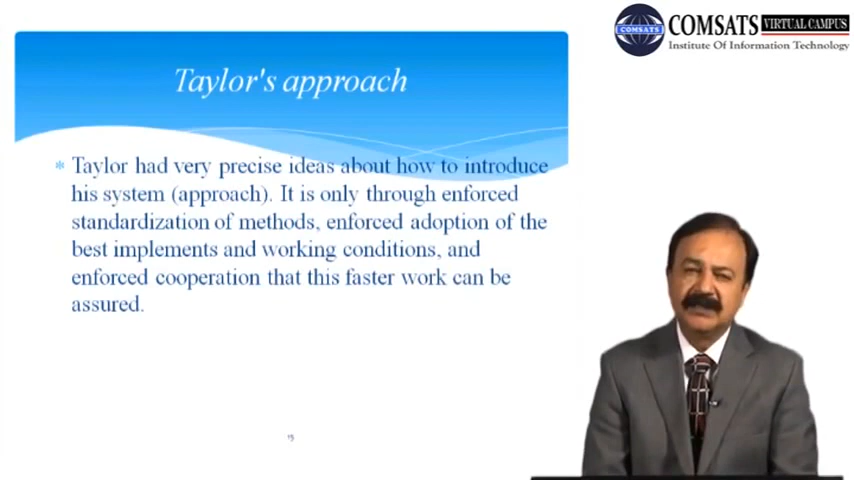 COMSATS VIRTUAL CAMPUS
Institute Of Information Technology
COMSATS
Taylor's approach
* Taylor had very precise ideas about how to introduce
his system (approach). It is only through enforced
standardization of methods, enforced adoption of the
best implements and working conditions, and
enforced cooperation that this faster work can be
assured.
19